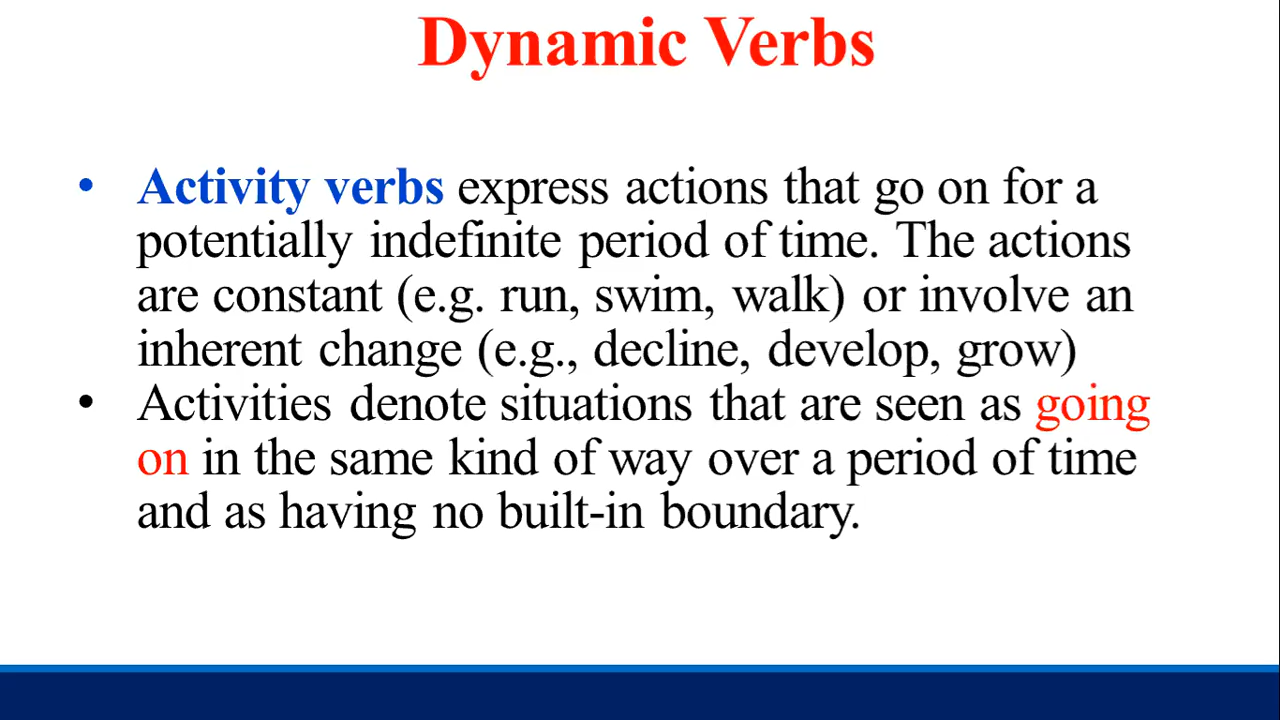 Dynamic Verbs
• Activity verbs express actions that go on for a
potentially indefinite period of time. The actions
are constant (e.g. run, swim, walk) or involve an
inherent change (e.g., decline, develop, grow)
• Activities denote situations that are seen as going
on in the same kind of way over a period of time
and as having no built-in boundary.